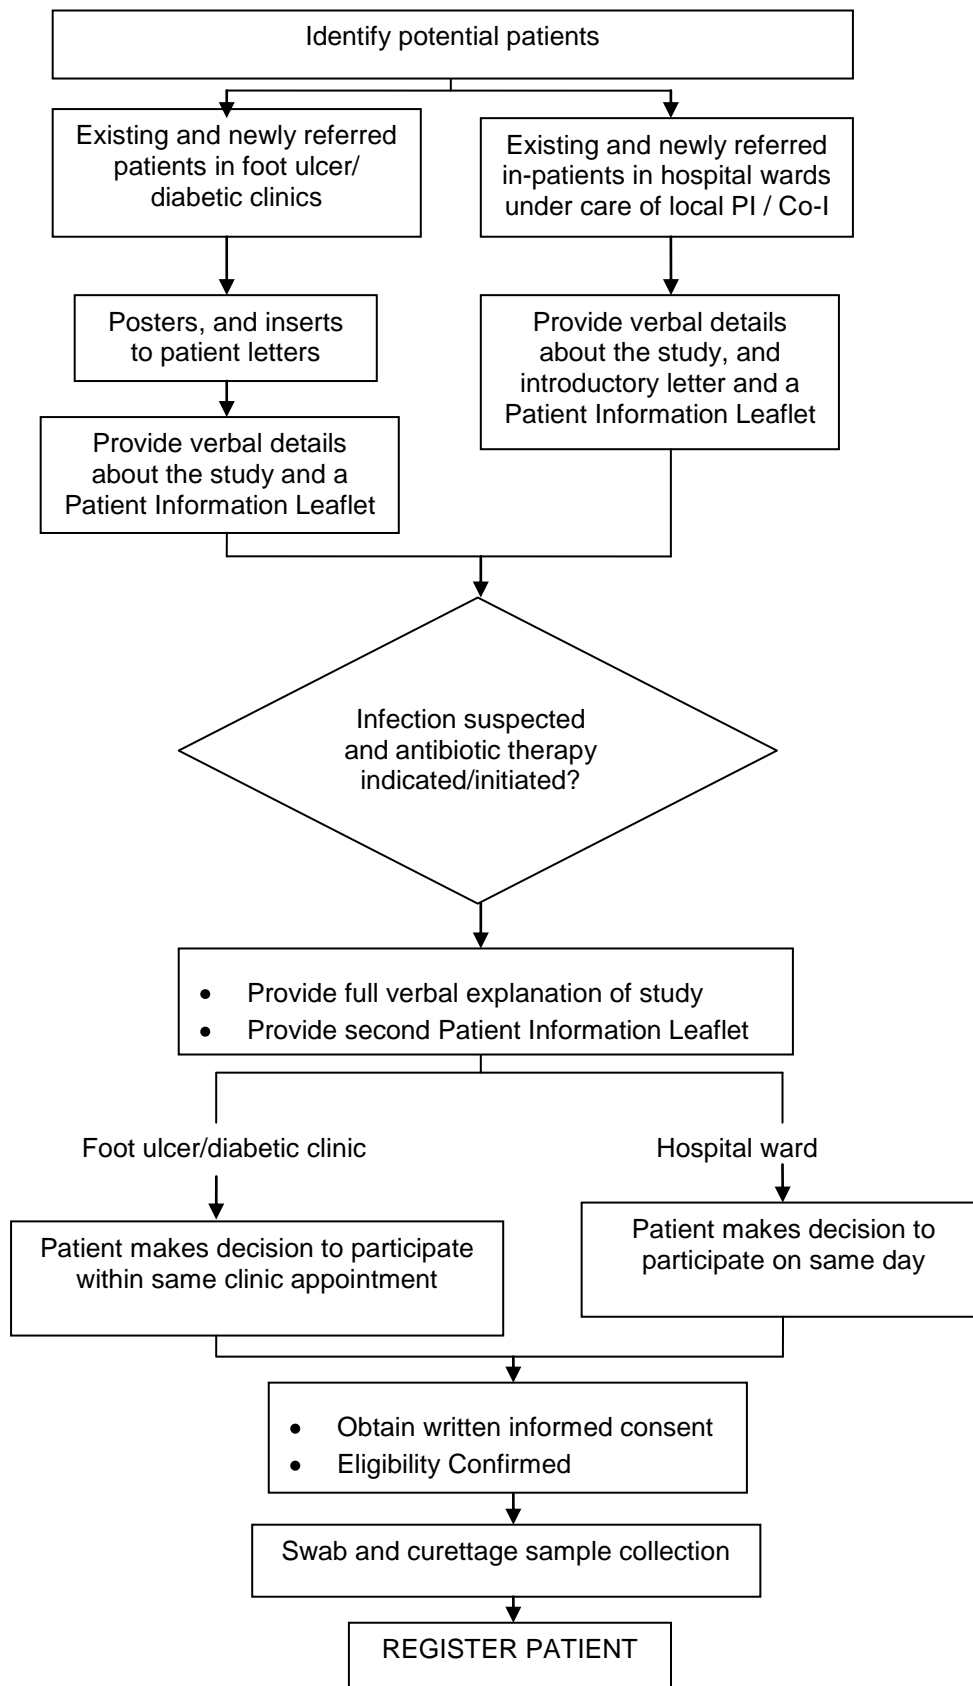 Identify potential patients
Existing and newly referred
patients in foot ulcer/
diabetic clinics
Existing and newly referred
in-patients in hospital wards
under care of local PI / Co-I
Posters, and inserts
to patient letters
Provide verbal details
about the study, and
introductory letter and a
Patient Information Leaflet
Provide verbal details
about the study and a
Patient Information Leaflet
Infection suspected
and antibiotic therapy
indicated/initiated?
• Provide full verbal explanation of study
• Provide second Patient Information Leaflet
Foot ulcer/diabetic clinic
Hospital ward
Patient makes decision to participate
within same clinic appointment
Patient makes decision to
participate on same day
• Obtain written informed consent
• Eligibility Confirmed
Swab and curettage sample collection
REGISTER PATIENT